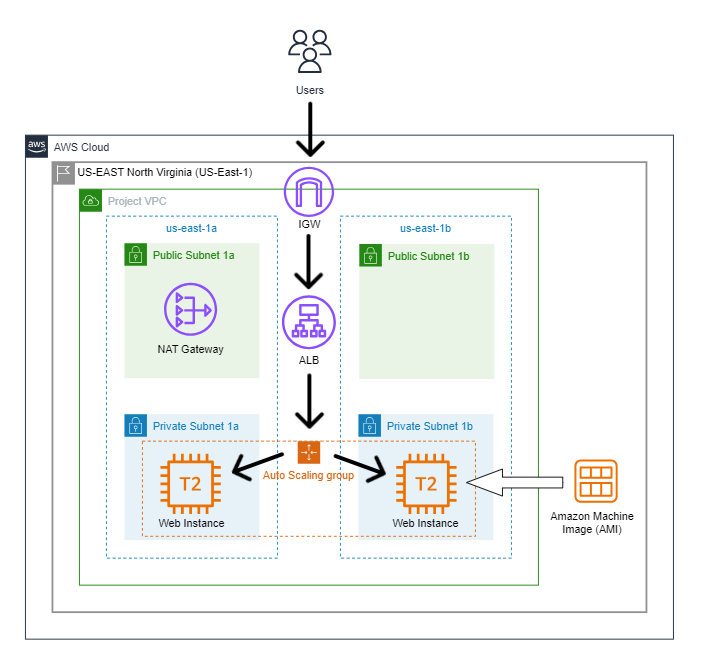 Users
aws
AWS Cloud
US-EAST North Virginia (US-East-1)
Project VPC
IGW
us-east-1a
us-east-1b
Public Subnet 1a
Public Subnet 1b
NAT Gateway
ALB
Private Subnet 1a
Private Subnet 1b
Auto Scaling group
T2
T2
Web Instance
Web Instance
Amazon Machine
Image (AMI)